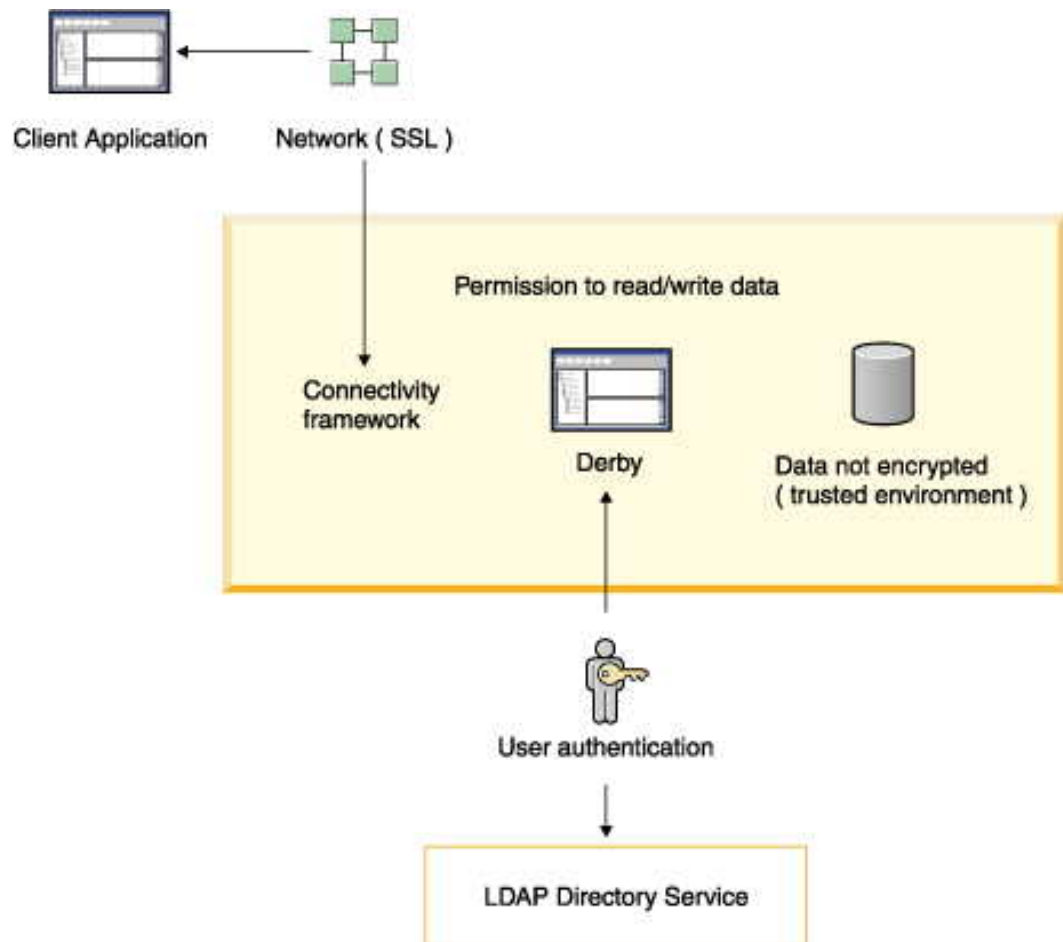 Client Application
Network ( SSL )
Permission to read/write data
Connectivity
framework
Derby
Data not encrypted
( trusted environment )
User authentication
LDAP Directory Service